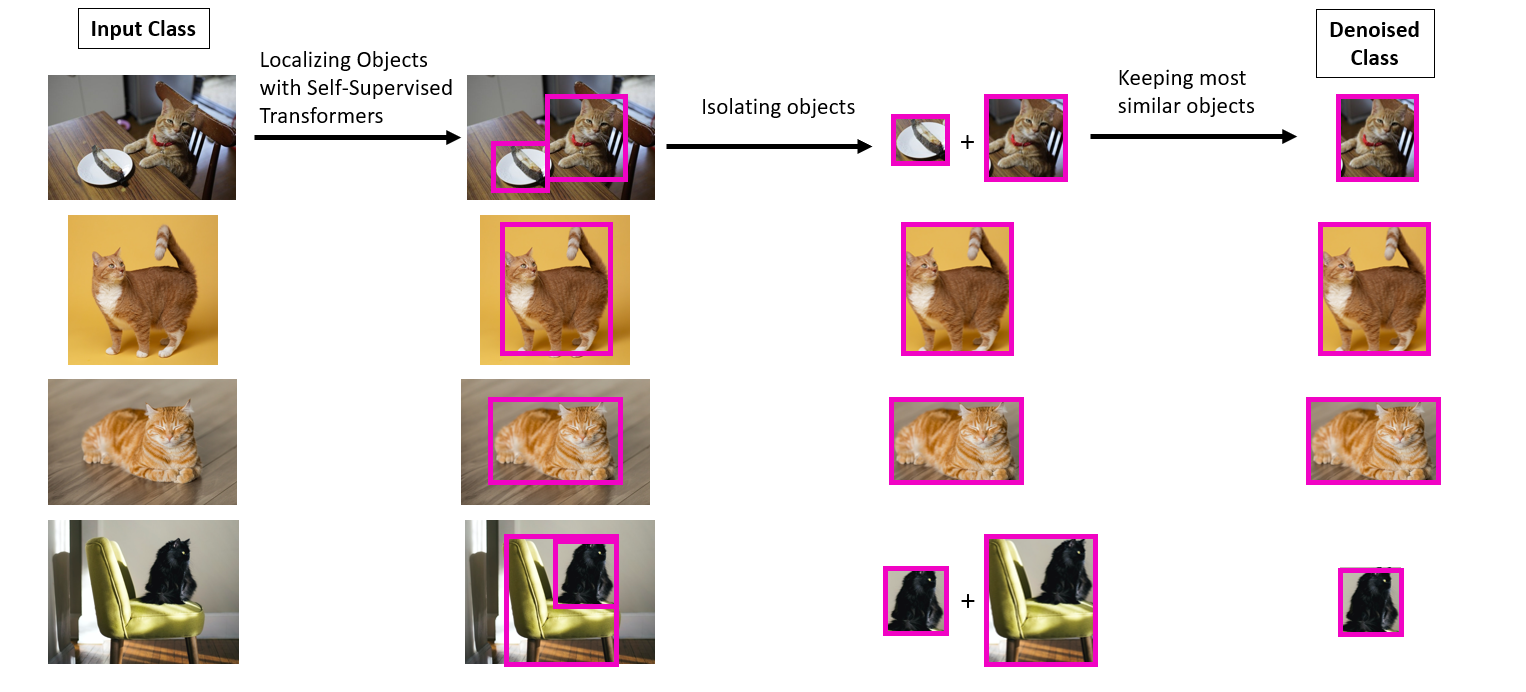 Input Class
Localizing Objects
with Self-Supervised
Transformers
Isolating objects
Keeping most
similar objects
Denoised
Class
+
+